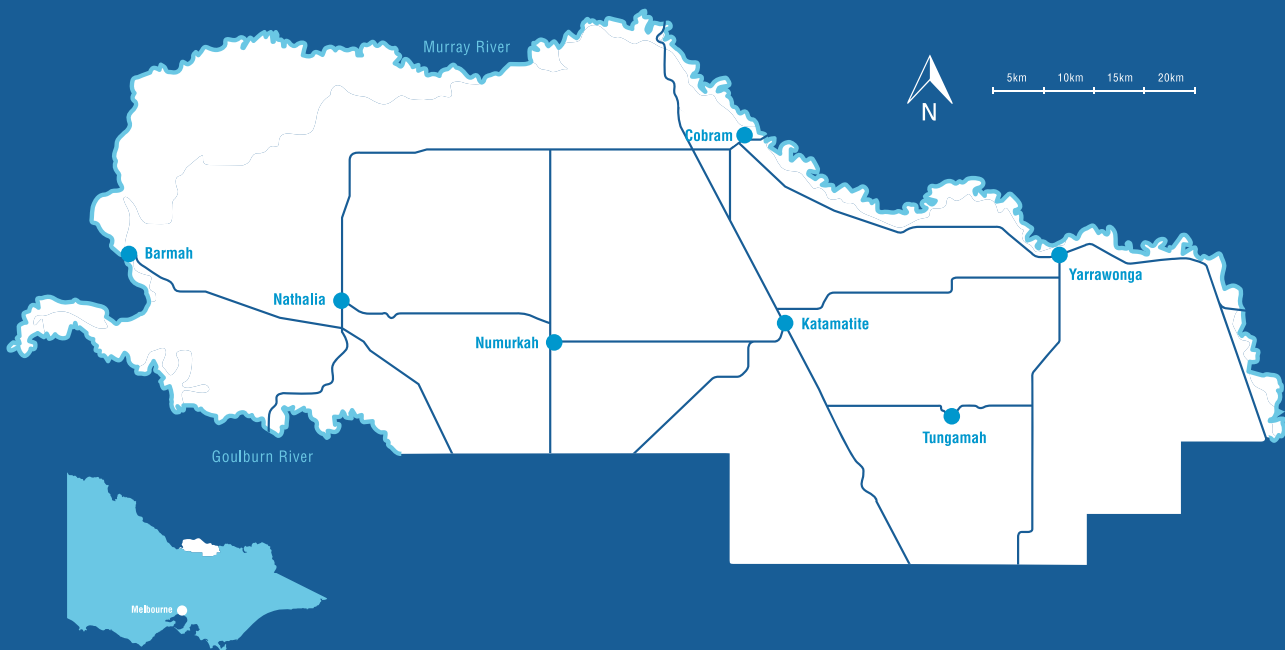 Murray River
5km 10km 15km 20km
N
Cobram
Barmah
Yarrawonga
Nathalia
Katamatite
Numurkah
Tungamah
Goulburn River
Melbourne